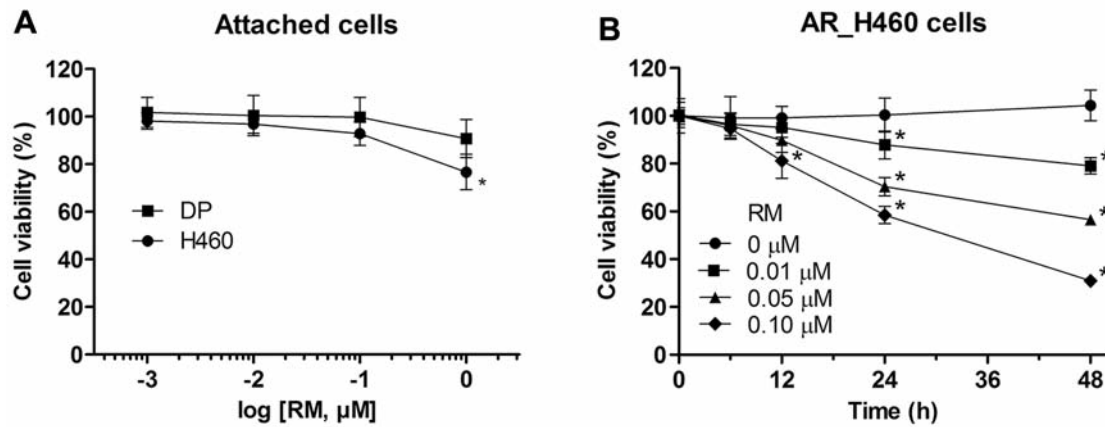 A
Attached cells
120
100
80
60
40
20
0
Cell viability (%)
DP
H460
*
-3 -2 -1 0
log [RM, µM]
B
AR_H460 cells
120
100
80
60
40
20
0
Cell viability (%)
* * * * * * *
RM
0 µM
0.01 µM
0.05 µM
0.10 µM
0 12 24 36 48
Time (h)